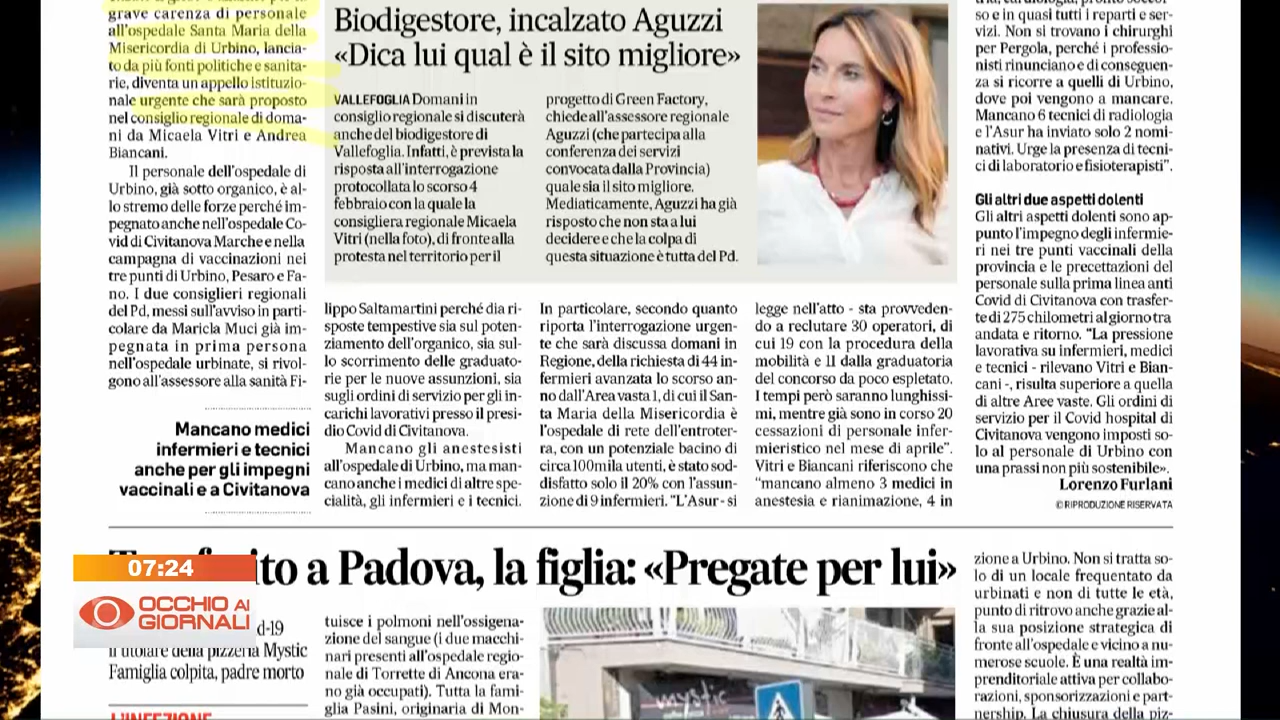 grave carenza di personale
all'ospedale Santa Maria della
Misericordia di Urbino, lancia-
to da più fonti politiche e sanita-
rie, diventa un appello istituzio-
nale urgente che sarà proposto
nel consiglio regionale di doma-
ni da Micaela Vitri e Andrea
Biancani.
Il personale dell'ospedale di
Urbino, già sotto organico, è al-
lo stremo delle forze perché im-
pegnato anche nell'ospedale Co-
vid di Civitanova Marche e nella
campagna di vaccinazioni nei
tre punti di Urbino, Pesaro e Fa-
no. I due consiglieri regionali
del Pd, messi sull'avviso in parti-
colare da Maricla Muci già im-
pegnata in prima persona
nell'ospedale urbinate, si rivol-
gono all'assessore alla sanità Fi-
Mancano medici
infermieri e tecnici
anche per gli impegni
vaccinali e a Civitanova
Biodigestore, incalzato Aguzzi
«Dica lui qual è il sito migliore»
VALLEFOGLIA Domani in
consiglio regionale si discuterà
anche del biodigestore di
Vallefoglia. Infatti, è prevista la
risposta all'interrogazione
protocollata lo scorso 4
febbraio con la quale la
consigliera regionale Micaela
Vitri (nella foto), di fronte alla
protesta nel territorio per il
progetto di Green Factory,
chiede all'assessore regionale
Aguzzi (che partecipa alla
conferenza dei servizi
convocata dalla Provincia)
quale sia il sito migliore.
Mediaticamente, Aguzzi ha già
risposto che non sta a lui
decidere e che la colpa di
questa situazione è tutta del Pd.
lippo Saltamartini perché dia ri-
sposte tempestive sia sul poten-
ziamento dell'organico, sia sul-
lo scorrimento delle graduato-
rie per le nuove assunzioni, sia
sugli ordini di servizio per gli in-
carichi lavorativi presso il presi-
dio Covid di Civitanova.
Mancano gli anestesisti
all'ospedale di Urbino, ma man-
cano anche i medici di altre spe-
cialità, gli infermieri e i tecnici.
In particolare, secondo quanto
riporta l'interrogazione urgen-
te che sarà discussa domani in
Regione, della richiesta di 44 in-
fermieri avanzata lo scorso an-
no dall'Area vasta 1, di cui il San-
ta Maria della Misericordia è
l'ospedale di rete dell'entroter-
ra, con un potenziale bacino di
circa 100mila utenti, è stato sod-
disfatto solo il 20% con l'assun-
zione di 9 infermieri. "L'Asur - si
legge nell'atto - sta provveden-
do a reclutare 30 operatori, di
cui 19 con la procedura della
mobilità e 11 dalla graduatoria
del concorso da poco espletato.
I tempi però saranno lunghissi-
mi, mentre già sono in corso 20
cessazioni di personale infer-
mieristico nel mese di aprile".
Vitri e Biancani riferiscono che
"mancano almeno 3 medici in
anestesia e rianimazione, 4 in
so e in quasi tutti i reparti e ser-
vizi. Non si trovano i chirurghi
per Pergola, perché i professio-
nisti rinunciano e di conseguen-
za si ricorre a quelli di Urbino,
dove poi vengono a mancare.
Mancano 6 tecnici di radiologia
e l'Asur ha inviato solo 2 nomi-
nativi. Urge la presenza di tecni-
ci di laboratorio e fisioterapisti".
Gli altri due aspetti dolenti
Gli altri aspetti dolenti sono ap-
punto l'impegno degli infermie-
ri nei tre punti vaccinali della
provincia e le precettazioni del
personale sulla prima linea anti
Covid di Civitanova con trasfer-
te di 275 chilometri al giorno tra
andata e ritorno. "La pressione
lavorativa su infermieri, medici
e tecnici - rilevano Vitri e Bian-
cani -, risulta superiore a quella
di altre Aree vaste. Gli ordini di
servizio per il Covid hospital di
Civitanova vengono imposti so-
lo al personale di Urbino con
una prassi non più sostenibile».
Lorenzo Furlani
© RIPRODUZIONE RISERVATA
ito a Padova, la figlia: «Pregate per lui»
07:24
OCCHIO AI
GIORNALI
d-19
il titolare della pizzeria Mystic
Famiglia colpita, padre morto
L'INFEZIONE
tuisce i polmoni nell'ossigena-
zione del sangue (i due macchi-
nari presenti all'ospedale regio-
nale di Torrette di Ancona era-
no già occupati). Tutta la fami-
glia Pasini, originaria di Mon-
mystic
zione a Urbino. Non si tratta so-
lo di un locale frequentato da
urbinati e non di tutte le età,
punto di ritrovo anche grazie al-
la sua posizione strategica di
fronte all'ospedale e vicino a nu-
merose scuole. È una realtà im-
prenditoriale attiva per collabo-
razioni, sponsorizzazioni e part-
nership. La chiusura della piz-